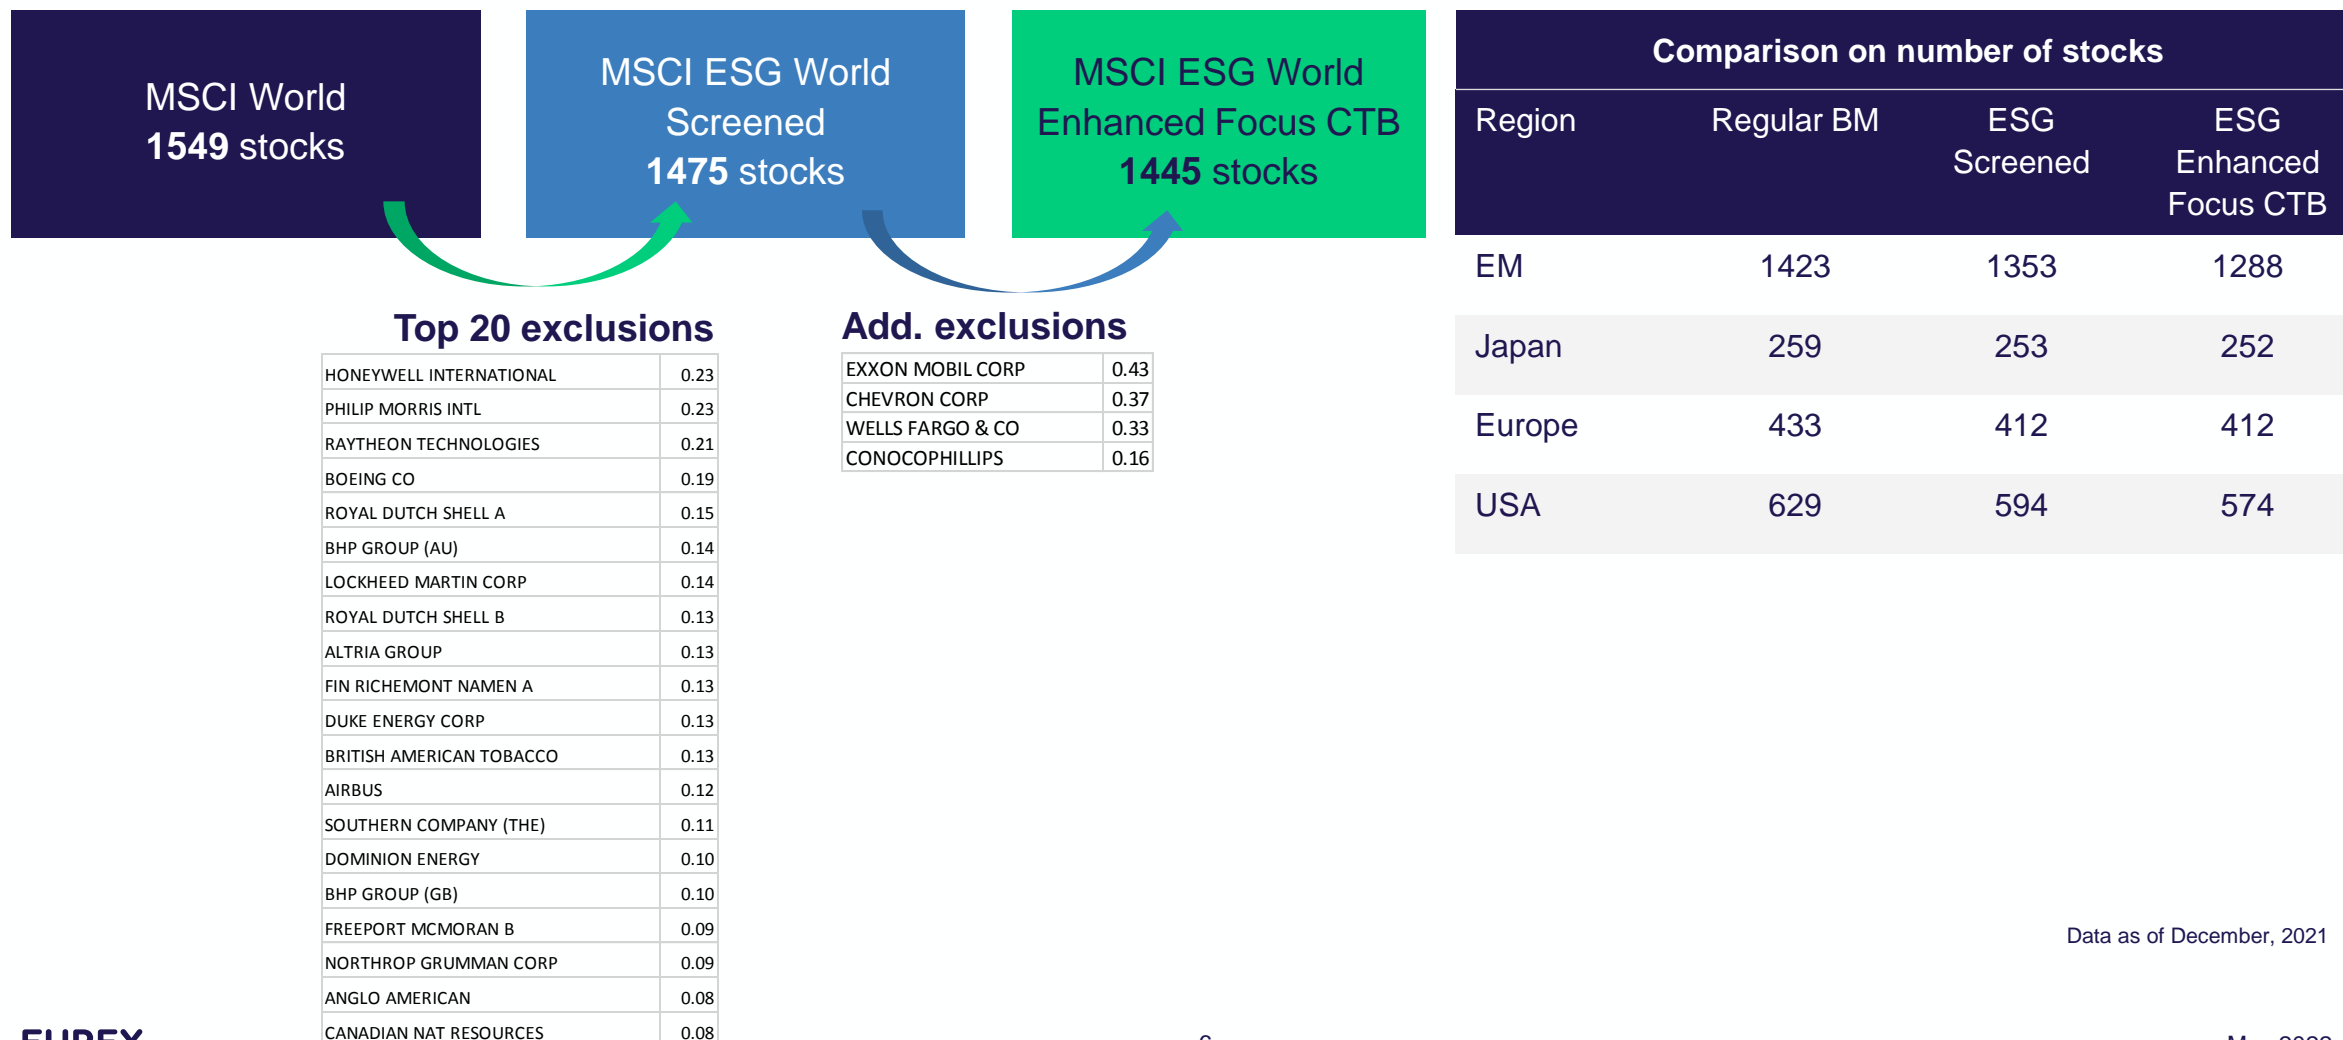 MSCI World
1549 stocks
MSCI ESG World
Screened
1475 stocks
MSCI ESG World
Enhanced Focus CTB
1445 stocks
Top 20 exclusions
HONEYWELL INTERNATIONAL 0.23
PHILIP MORRIS INTL 0.23
RAYTHEON TECHNOLOGIES 0.21
BOEING CO 0.19
ROYAL DUTCH SHELL A 0.15
BHP GROUP (AU) 0.14
LOCKHEED MARTIN CORP 0.14
ROYAL DUTCH SHELL B 0.13
ALTRIA GROUP 0.13
FIN RICHEMONT NAMEN A 0.13
DUKE ENERGY CORP 0.13
BRITISH AMERICAN TOBACCO 0.13
AIRBUS 0.12
SOUTHERN COMPANY (THE) 0.11
DOMINION ENERGY 0.10
BHP GROUP (GB) 0.10
FREEPORT MCMORAN B 0.09
NORTHROP GRUMMAN CORP 0.09
ANGLO AMERICAN 0.08
CANADIAN NAT RESOURCES 0.08
Add. exclusions
EXXON MOBIL CORP 0.43
CHEVRON CORP 0.37
WELLS FARGO & CO 0.33
CONOCOPHILLIPS 0.16
Comparison on number of stocks
Region Regular BM ESG Screened ESG Enhanced Focus CTB
EM 1423 1353 1288
Japan 259 253 252
Europe 433 412 412
USA 629 594 574
Data as of December, 2021
EUREX